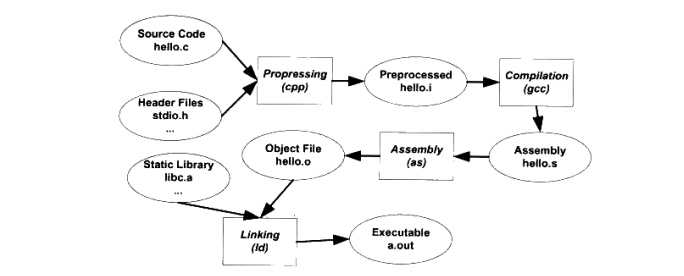 Source Code
hello.c
Header Files
stdio.h
...
Propressing
(cpp)
Preprocessed
hello.i
Compilation
(gcc)
Assembly
hello.s
Assembly
(as)
Object File
hello.o
Static Library
libc.a
...
Linking
(ld)
Executable
a.out